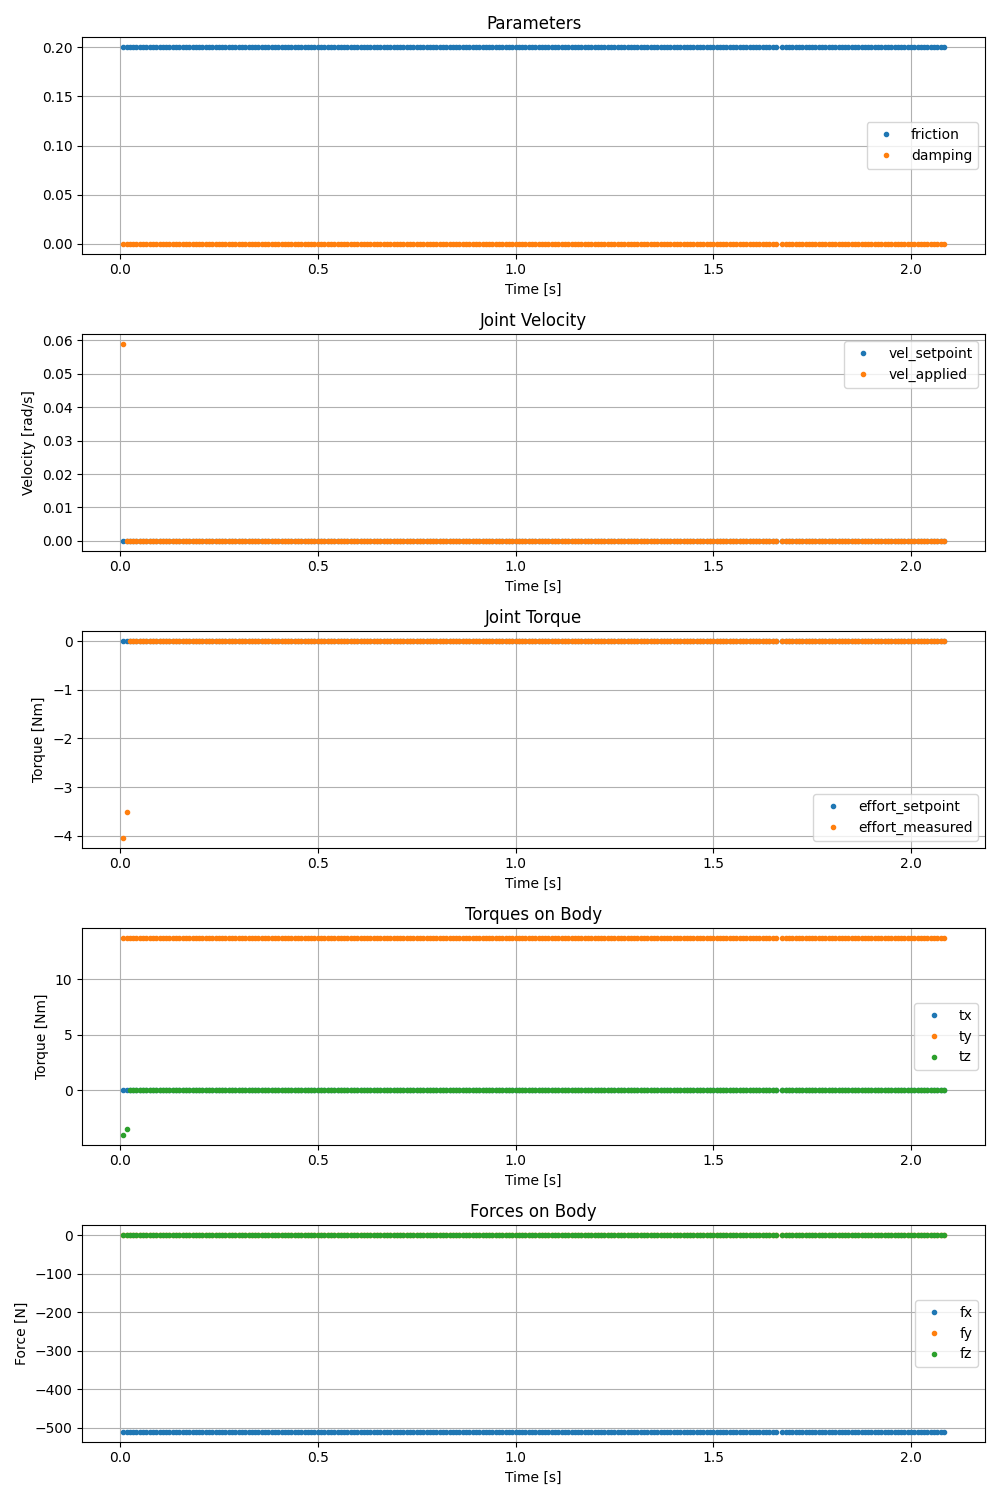 Parameters
0.20
0.15
0.10
0.05
0.00
friction
damping
0.0 0.5 1.0 1.5 2.0
Time [s]
Joint Velocity
Velocity [rad/s]
0.06
0.05
0.04
0.03
0.02
0.01
0.00
vel_setpoint
vel_applied
0.0 0.5 1.0 1.5 2.0
Time [s]
Joint Torque
Torque [Nm]
0
−1
−2
−3
−4
effort_setpoint
effort_measured
0.0 0.5 1.0 1.5 2.0
Time [s]
Torques on Body
Torque [Nm]
10
5
0
tx
ty
tz
0.0 0.5 1.0 1.5 2.0
Time [s]
Forces on Body
Force [N]
0
−100
−200
−300
−400
−500
fx
fy
fz
0.0 0.5 1.0 1.5 2.0
Time [s]